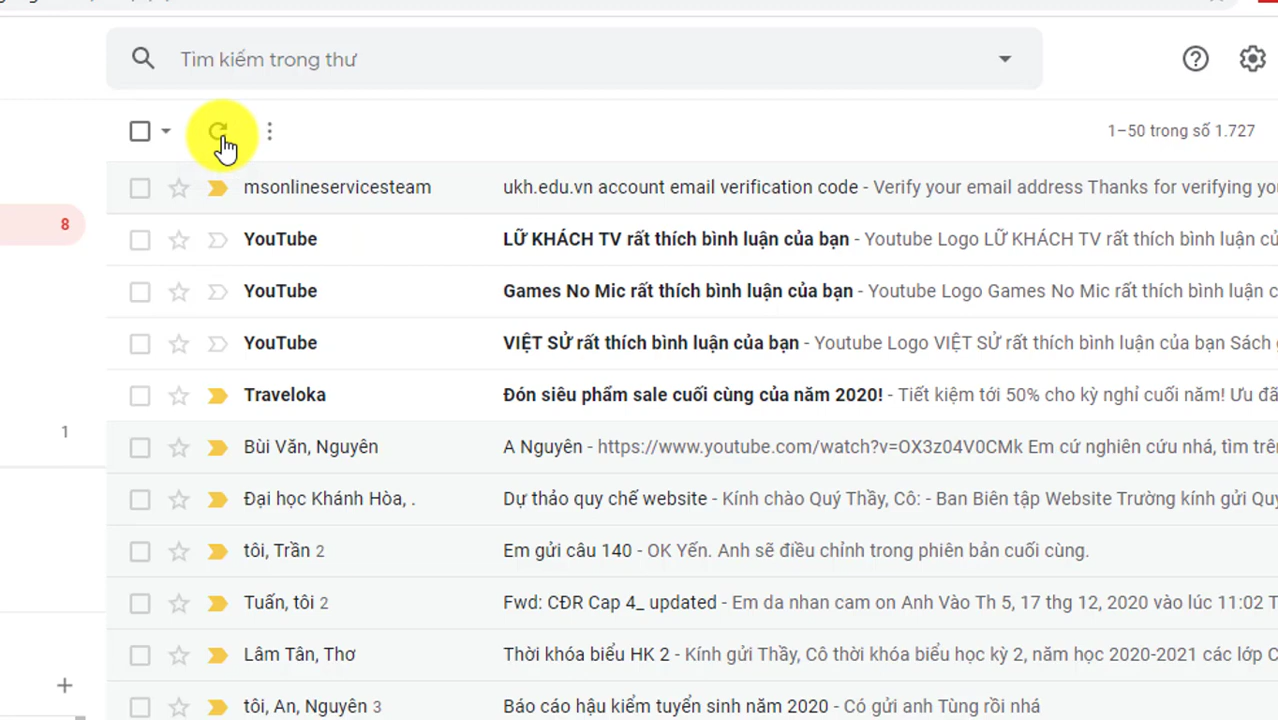 Tìm kiếm trong thư
1–50 trong số 1.727
msonlineservicesteam ukh.edu.vn account email verification code - Verify your email address Thanks for verifying
8
YouTube LỮ KHÁCH TV rất thích bình luận của bạn - Youtube Logo LỮ KHÁCH TV rất thích bình luận
YouTube Games No Mic rất thích bình luận của bạn - Youtube Logo Games No Mic rất thích bình luận
YouTube VIỆT SỬ rất thích bình luận của bạn - Youtube Logo VIỆT SỬ rất thích bình luận của bạn Sách
Traveloka Đón siêu phẩm sale cuối cùng của năm 2020! - Tiết kiệm tới 50% cho kỳ nghỉ cuối năm! Ưu
1
Bùi Văn, Nguyên A Nguyên - https://www.youtube.com/watch?v=OX3z04V0CMk Em cứ nghiên cứu nhá, tìm
Đại học Khánh Hòa, . Dự thảo quy chế website - Kính chào Quý Thầy, Cô: - Ban Biên tập Website Trường kính gửi
tôi, Trần 2 Em gửi câu 140 - OK Yến. Anh sẽ điều chỉnh trong phiên bản cuối cùng.
Tuấn, tôi 2 Fwd: CĐR Cap 4_ updated - Em da nhan cam on Anh Vào Th 5, 17 thg 12, 2020 vào lúc 11:02
Lâm Tân, Thơ Thời khóa biểu HK 2 - Kính gửi Thầy, Cô thời khóa biểu học kỳ 2, năm học 2020-2021 các lớp
tôi, An, Nguyên 3 Báo cáo hậu kiểm tuyển sinh năm 2020 - Có gửi anh Tùng rồi nhá